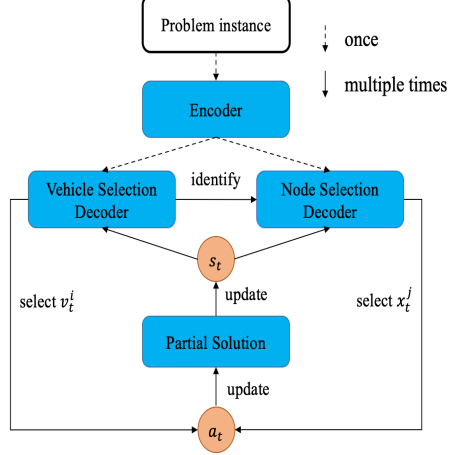 Problem instance
once
multiple times
Encoder
Vehicle Selection
Decoder
identify
Node Selection
Decoder
s_t
select v_t^i
update
select x_t^j
Partial Solution
update
a_t